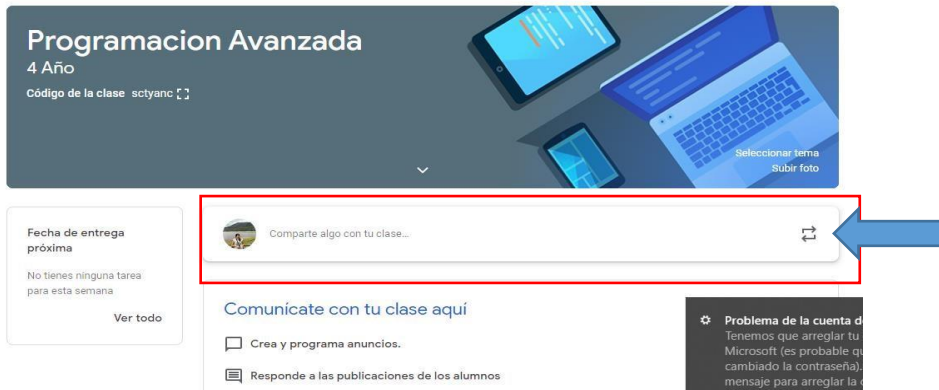 Programacion Avanzada
4 Año
Código de la clase sctyanc
Seleccionar tema
Subir foto
Fecha de entrega
próxima
No tienes ninguna tarea
para esta semana
Ver todo
Comparte algo con tu clase...
Comunícate con tu clase aquí
Crea y programa anuncios.
Responde a las publicaciones de los alumnos
Problema de la cuenta d
Tenemos que arreglar tu
Microsoft (es probable qu
cambiado la contraseña).
mensaje para arreglar la c